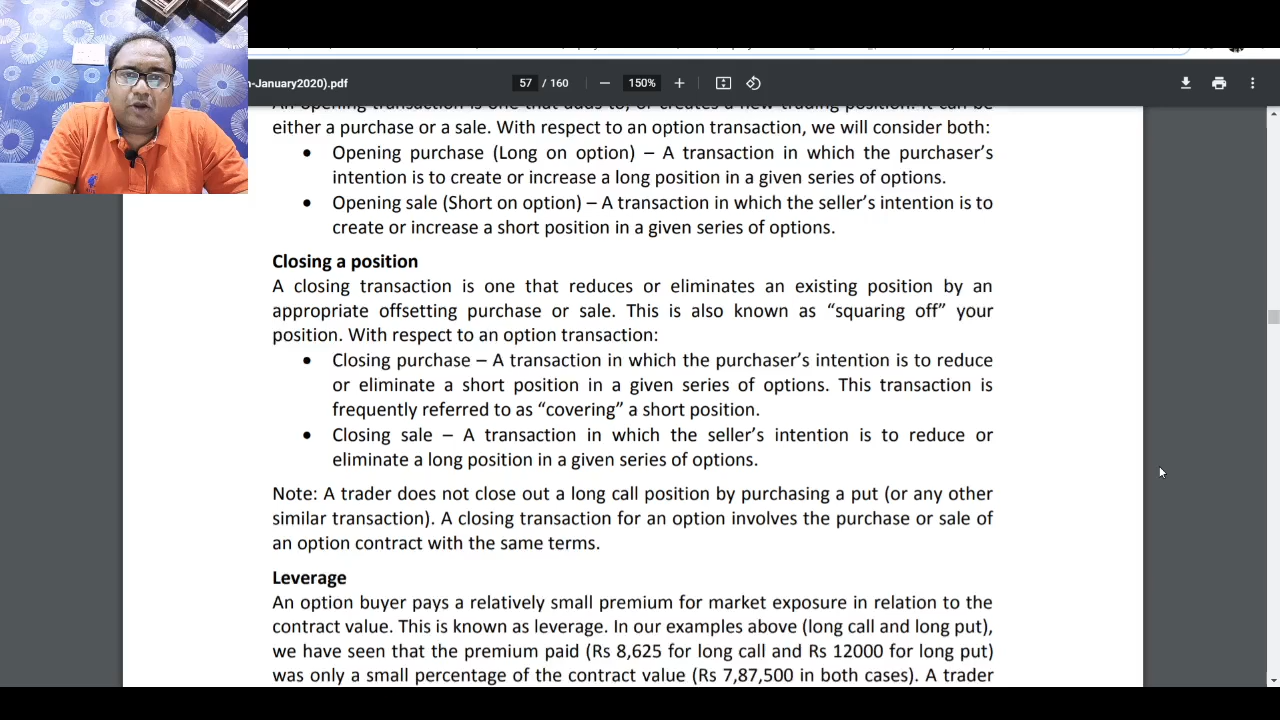 -January2020).pdf
57 / 160
150%
either a purchase or a sale. With respect to an option transaction, we will consider both:
• Opening purchase (Long on option) – A transaction in which the purchaser's
intention is to create or increase a long position in a given series of options.
• Opening sale (Short on option) – A transaction in which the seller's intention is to
create or increase a short position in a given series of options.
Closing a position
A closing transaction is one that reduces or eliminates an existing position by an
appropriate offsetting purchase or sale. This is also known as “squaring off” your
position. With respect to an option transaction:
• Closing purchase – A transaction in which the purchaser's intention is to reduce
or eliminate a short position in a given series of options. This transaction is
frequently referred to as “covering” a short position.
• Closing sale – A transaction in which the seller's intention is to reduce or
eliminate a long position in a given series of options.
Note: A trader does not close out a long call position by purchasing a put (or any other
similar transaction). A closing transaction for an option involves the purchase or sale of
an option contract with the same terms.
Leverage
An option buyer pays a relatively small premium for market exposure in relation to the
contract value. This is known as leverage. In our examples above (long call and long put),
we have seen that the premium paid (Rs 8,625 for long call and Rs 12000 for long put)
was only a small percentage of the contract value (Rs 7,87,500 in both cases). A trader